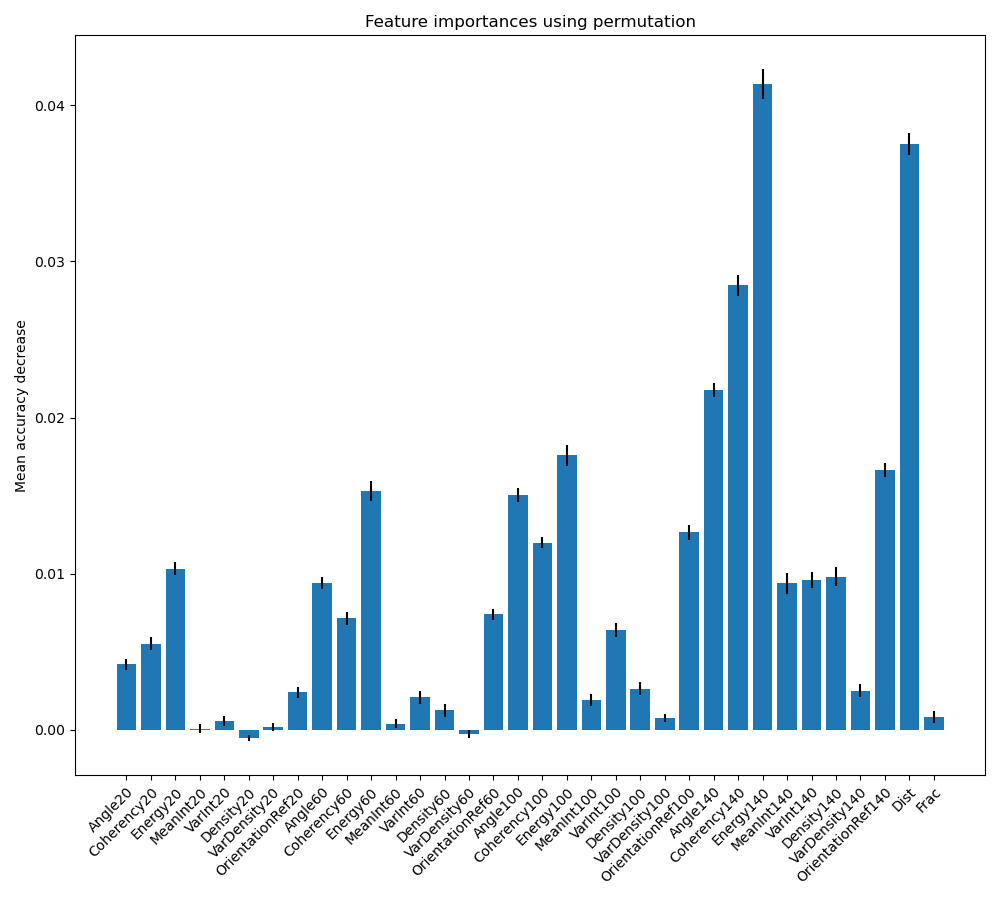 Feature importances using permutation
Mean accuracy decrease
0.04
0.03
0.02
0.01
0.00
Angle20
Coherency20
Energy20
MeanInt20
VarInt20
Density20
VarDensity20
OrientationRef20
Angle60
Coherency60
Energy60
MeanInt60
VarInt60
Density60
VarDensity60
OrientationRef60
Angle100
Coherency100
Energy100
MeanInt100
VarInt100
Density100
VarDensity100
OrientationRef100
Angle140
Coherency140
Energy140
MeanInt140
VarInt140
Density140
VarDensity140
OrientationRef140
Dist
Frac